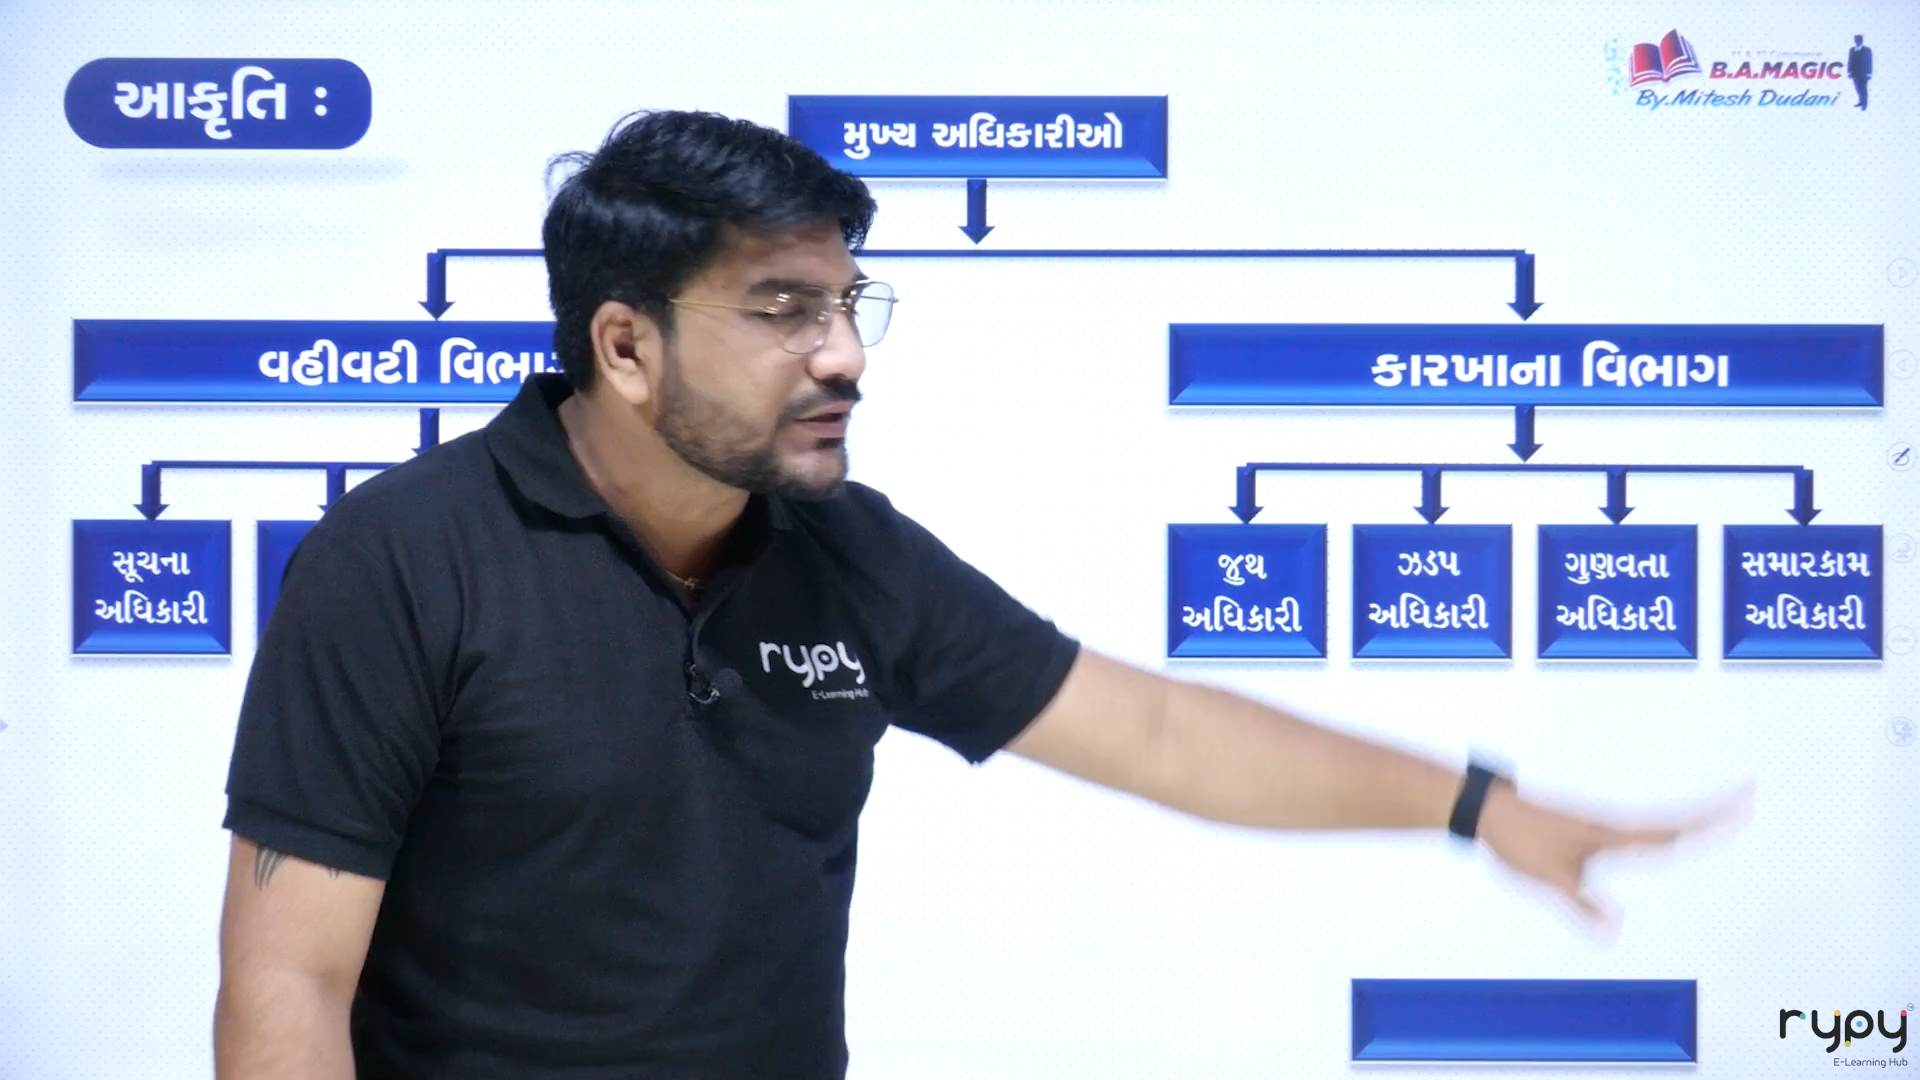 આકૃતિ :
B.A.MAGIC
By.Mitesh Dudani
મુખ્ય અધિકારીઓ
વહીવટી
કારખાના વિભાગ
સૂચના
અધિકારી
જુથ
અધિકારી
ઝડપ
અધિકારી
ગુણવતા
અધિકારી
સમારકામ
અધિકારી
rypy
E-Learning Hub
rypy
E-Learning Hub